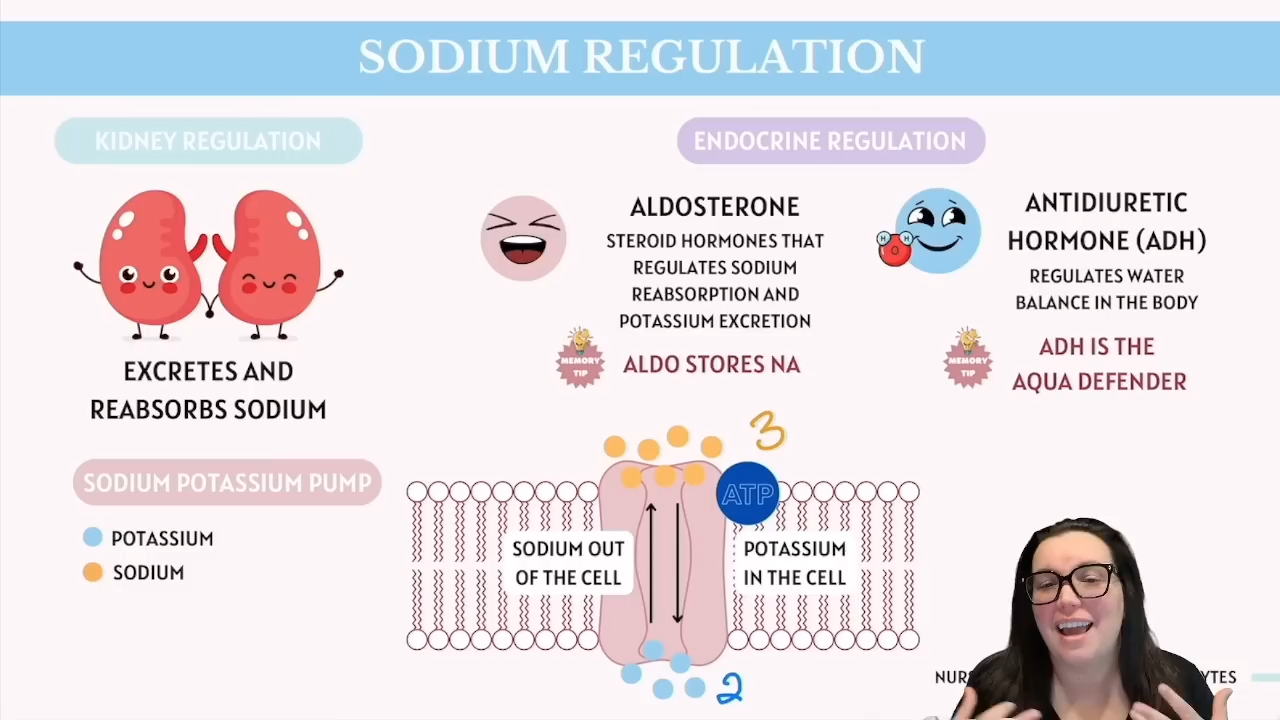 SODIUM REGULATION
KIDNEY REGULATION
EXCRETES AND
REABSORBS SODIUM
ENDOCRINE REGULATION
ALDOSTERONE
STEROID HORMONES THAT
REGULATES SODIUM
REABSORPTION AND
POTASSIUM EXCRETION
MEMORY
TIP
ALDO STORES NA
ANTIDIURETIC
HORMONE (ADH)
REGULATES WATER
BALANCE IN THE BODY
H H
O
MEMORY
TIP
ADH IS THE
AQUA DEFENDER
SODIUM POTASSIUM PUMP
POTASSIUM
SODIUM
3
ATP
SODIUM OUT
OF THE CELL
POTASSIUM
IN THE CELL
2